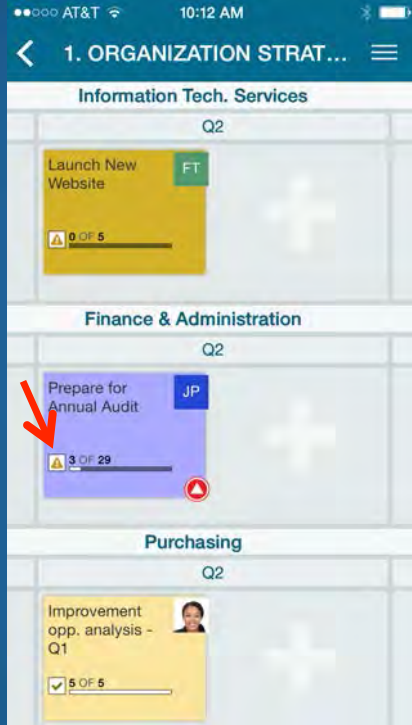 AT&T 10:12 AM
1. ORGANIZATION STRAT...
Information Tech. Services
Q2
Launch New
Website
FT
0 OF 5
Finance & Administration
Q2
Prepare for
Annual Audit
JP
3 OF 29
Purchasing
Q2
Improvement
opp. analysis -
Q1
5 OF 5